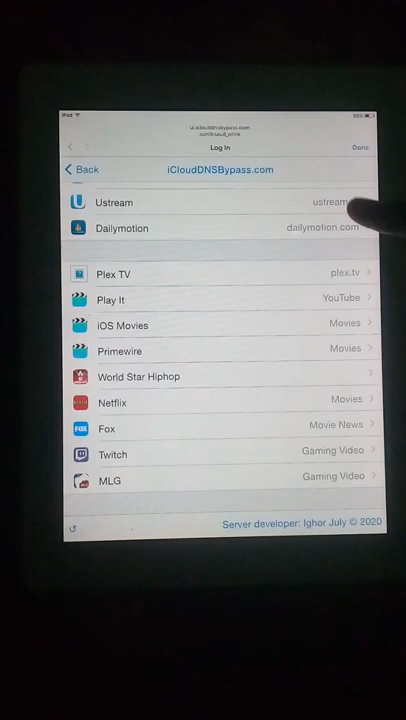 iPad
55%
ui.iclouddnsbypass.com
Log In
Done
Back
iCloudDNSBypass.com
Ustream
ustream
Dailymotion
dailymotion.com
Plex TV
plex.tv
Play It
YouTube
iOS Movies
Movies
Primewire
Movies
World Star Hiphop
Netflix
Movies
Fox
Movie News
Twitch
Gaming Video
MLG
Gaming Video
Server developer: Ighor July © 2020